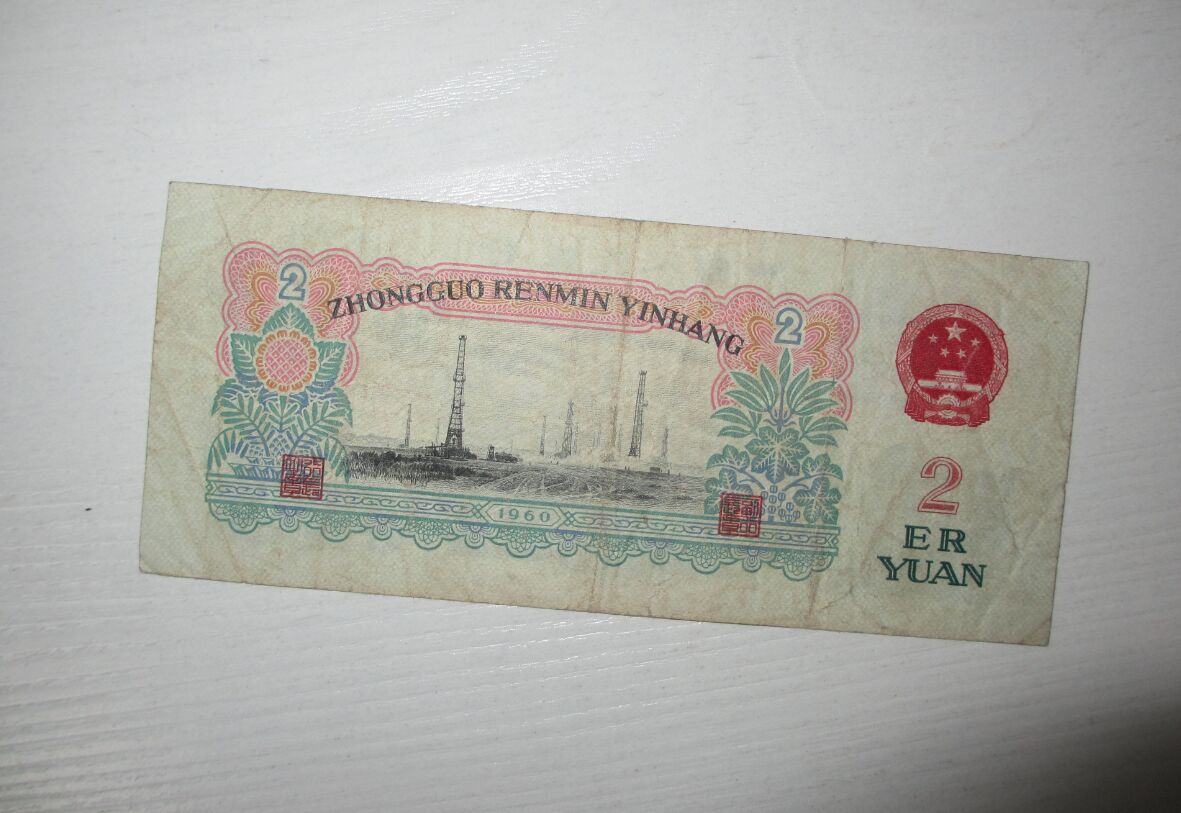 2
ZHONGGUO RENMIN YINHANG
2
1960
2
ER
YUAN